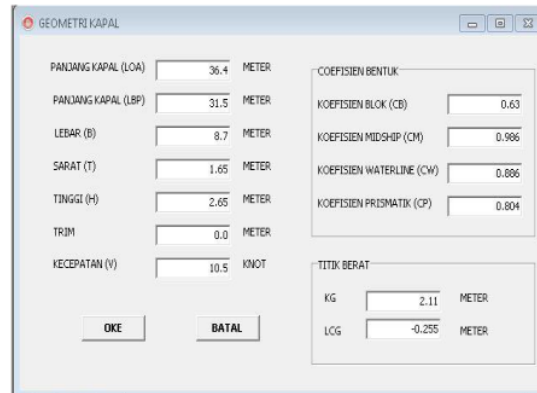 GEOMETRI KAPAL
PANJANG KAPAL (LOA) 36.4 METER
PANJANG KAPAL (LBP) 31.5 METER
LEBAR (B) 8.7 METER
SARAT (T) 1.65 METER
TINGGI (H) 2.65 METER
TRIM 0.0 METER
KECEPATAN (V) 10.5 KNOT
OKE BATAL
COEFISIEN BENTUK
KOEFISIEN BLOK (CB) 0.63
KOEFISIEN MIDSHIP (CM) 0.986
KOEFISIEN WATERLINE (CW) 0.886
KOEFISIEN PRISMATIK (CP) 0.804
TITIK BERAT
KG 2.11 METER
LCG -0.255 METER